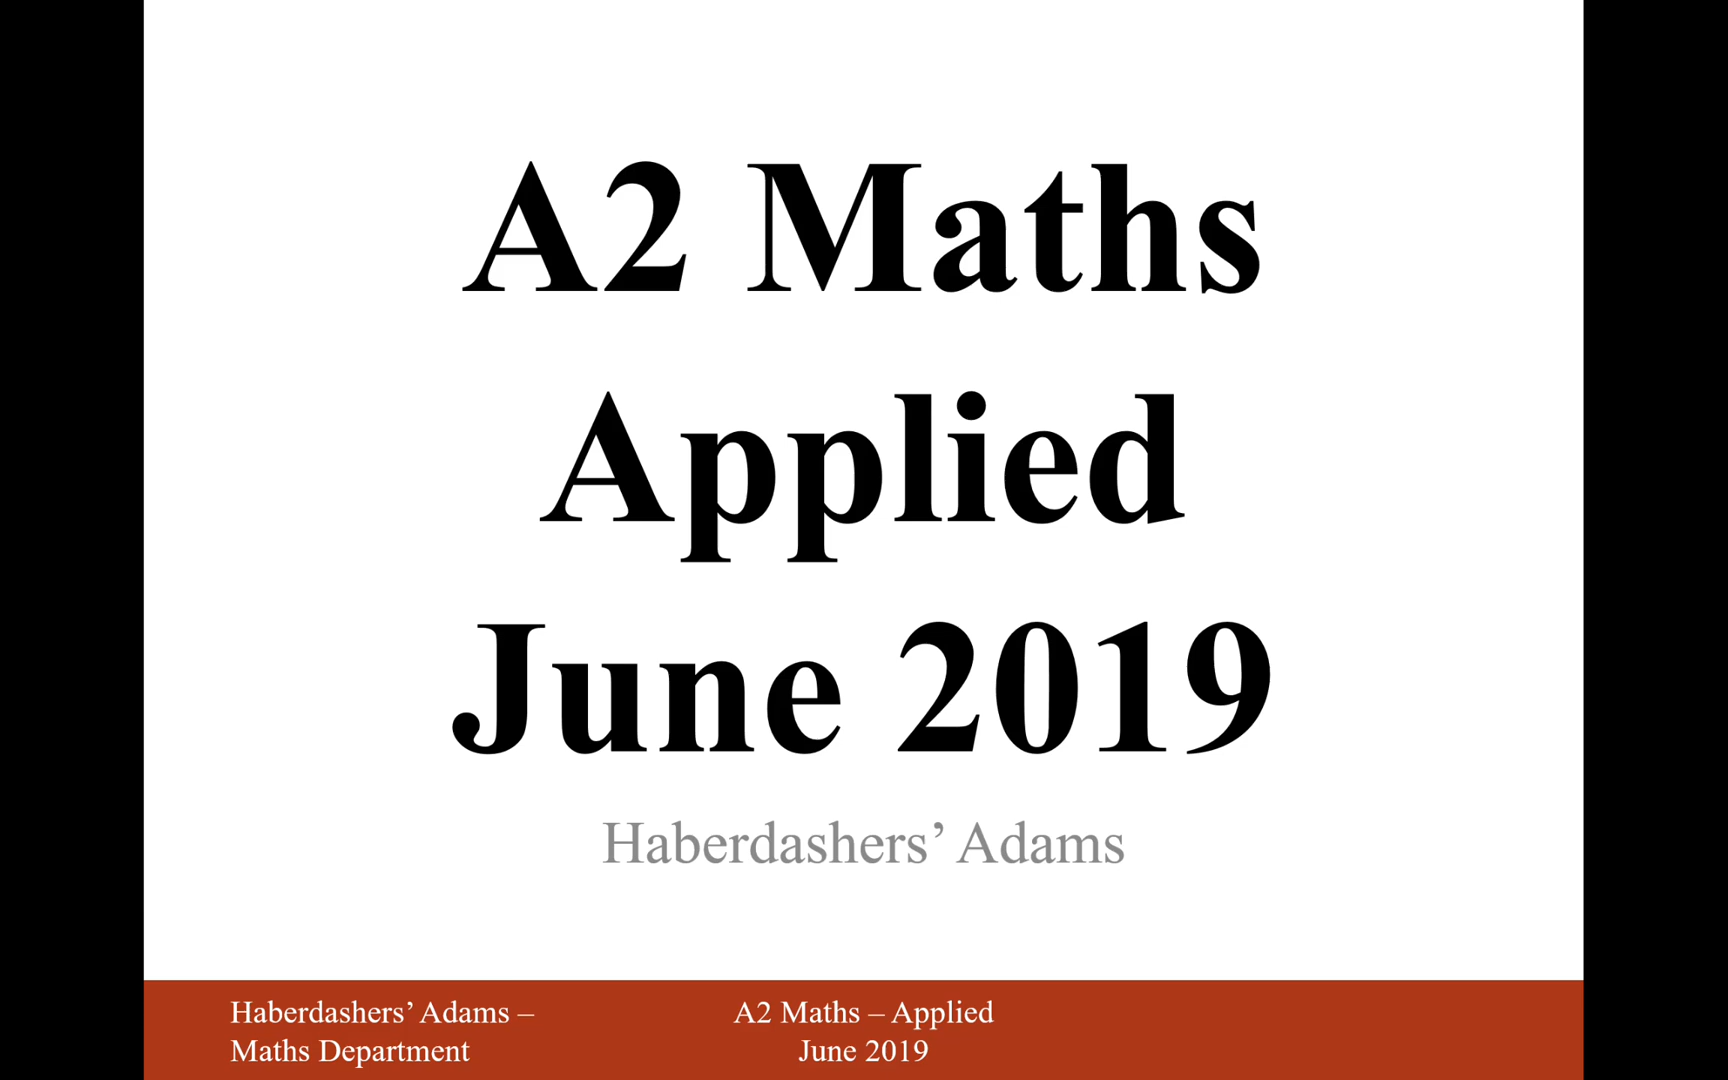 A2 Maths
Applied
June 2019
Haberdashers’ Adams
Haberdashers’ Adams –
Maths Department
A2 Maths – Applied
June 2019